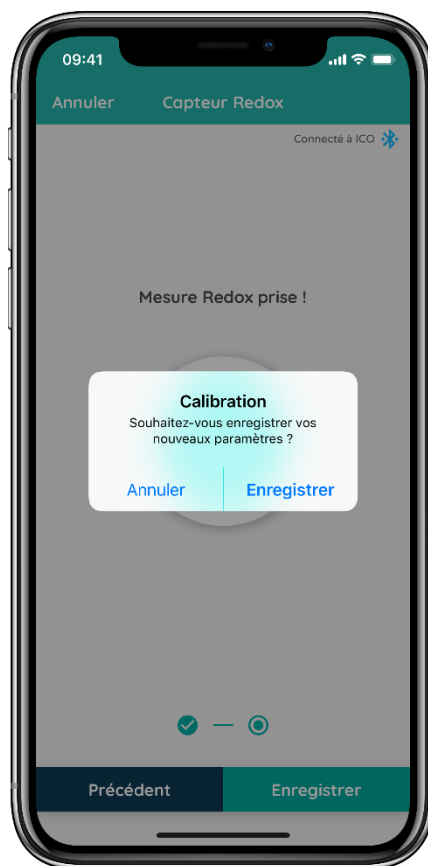 09:41
Annuler Capteur Redox
Connecté à ICO
Mesure Redox prise !
Calibration
Souhaitez-vous enregistrer vos
nouveaux paramètres ?
Annuler Enregistrer
Précédent Enregistrer